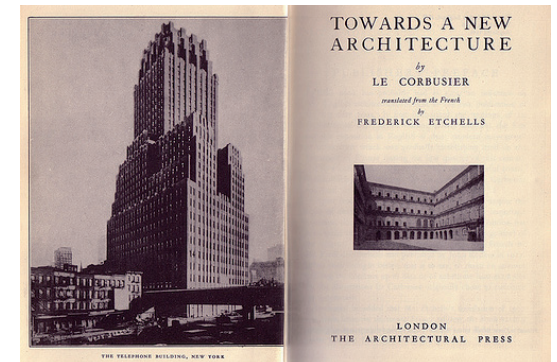 THE TELEPHONE BUILDING, NEW YORK
TOWARDS A NEW
ARCHITECTURE
by
LE CORBUSIER
translated from the French
by
FREDERICK ETCHELLS
LONDON
THE ARCHITECTURAL PRESS